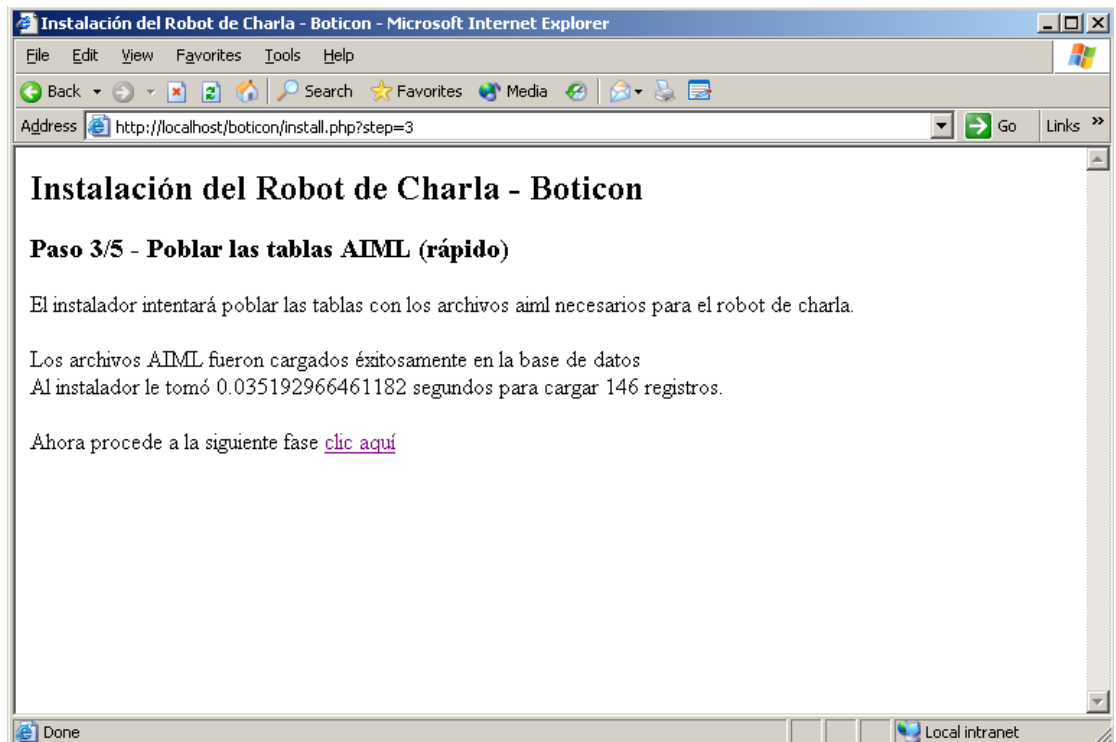 Instalación del Robot de Charla - Boticon - Microsoft Internet Explorer
File Edit View Favorites Tools Help
Back Search Favorites Media
Address http://localhost/boticon/install.php?step=3 Go Links »
Instalación del Robot de Charla - Boticon
Paso 3/5 - Poblar las tablas AIML (rápido)
El instalador intentará poblar las tablas con los archivos aiml necesarios para el robot de charla.
Los archivos AIML fueron cargados éxitosamente en la base de datos
Al instalador le tomó 0.035192966461182 segundos para cargar 146 registros.
Ahora procede a la siguiente fase clic aquí
Done Local intranet